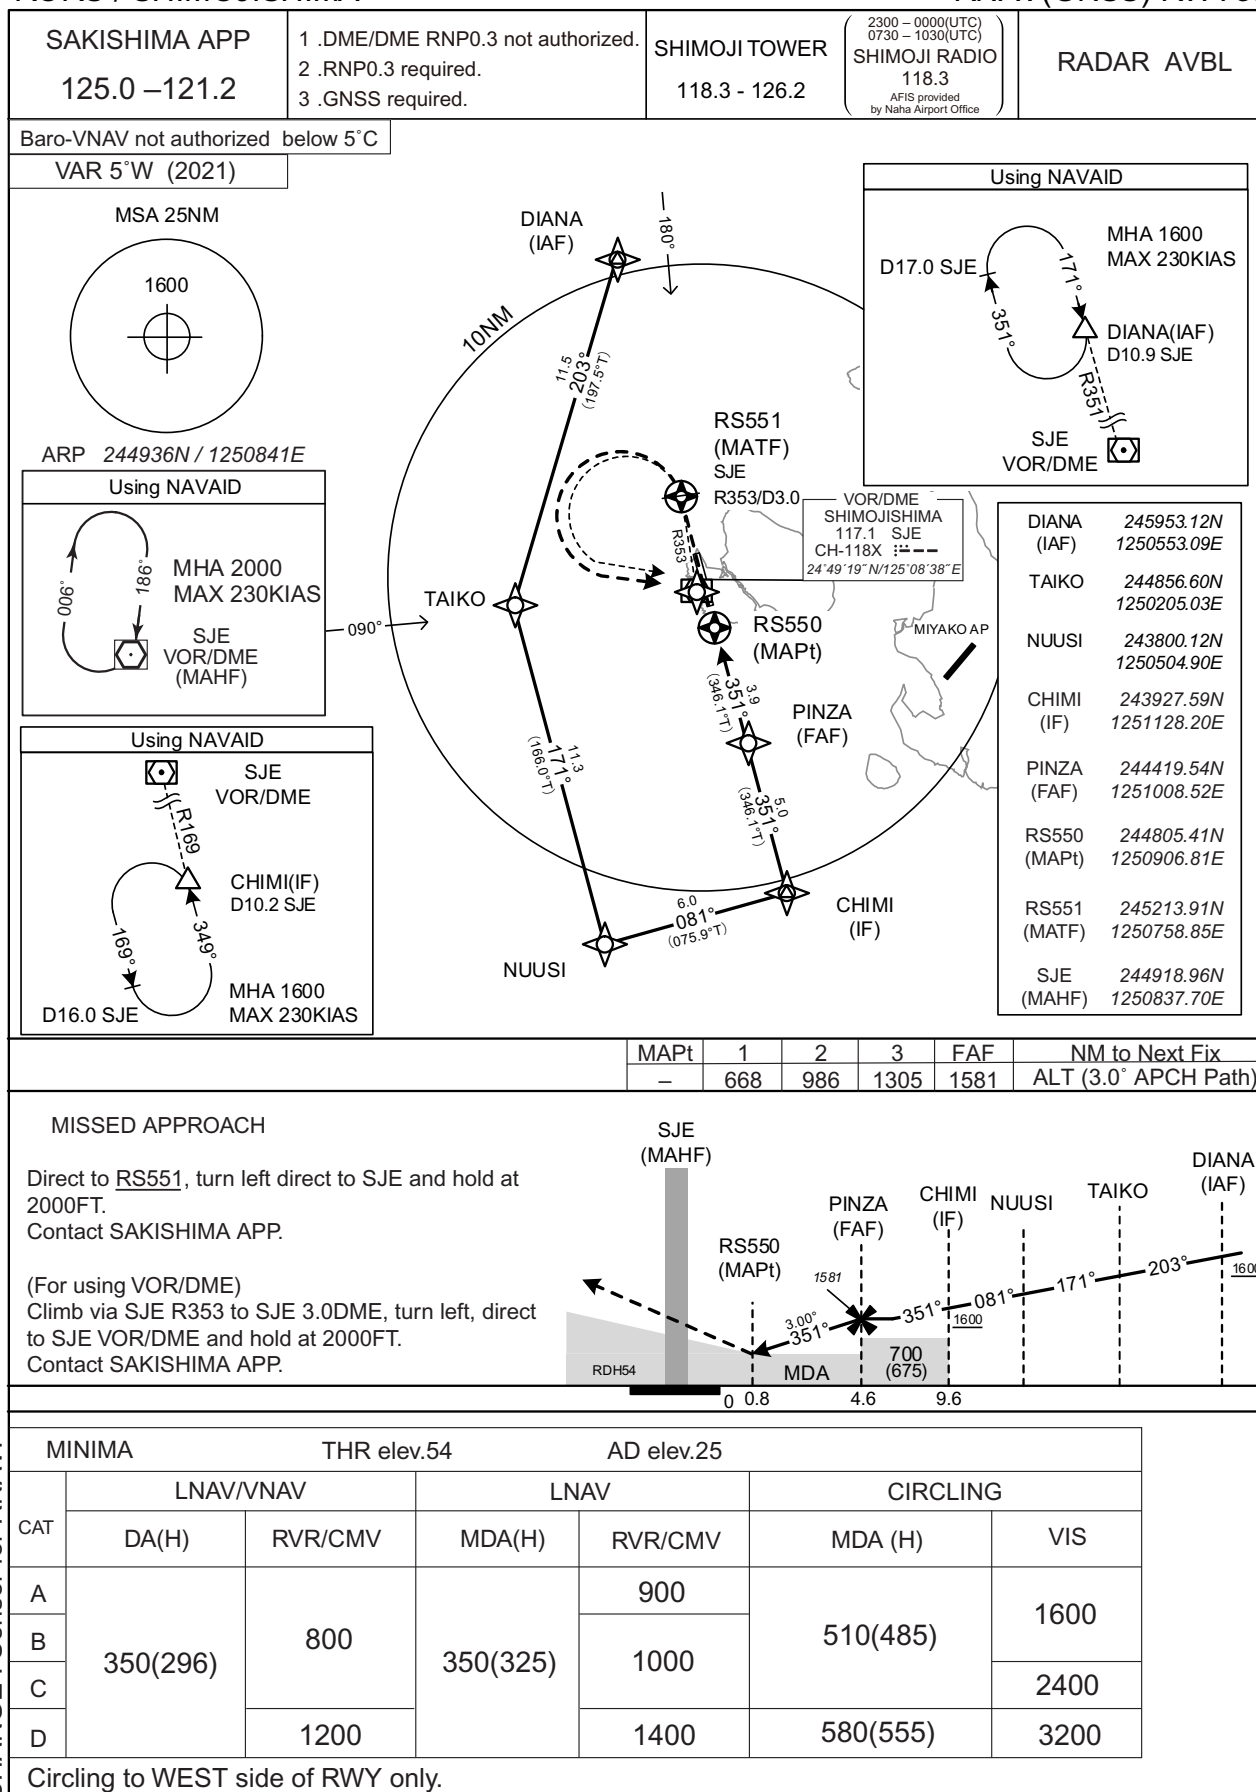 SAKISHIMA APP
125.0 –121.2
1 .DME/DME RNP0.3 not authorized.
2 .RNP0.3 required.
3 .GNSS required.
SHIMOJI TOWER
118.3 - 126.2
2300 – 0000(UTC)
0730 – 1030(UTC)
SHIMOJI RADIO
118.3
AFIS provided
by Naha Airport Office
RADAR AVBL
Baro-VNAV not authorized below 5˚C
VAR 5˚W (2021)
MSA 25NM
1600
ARP 244936N / 1250841E
Using NAVAID
006°
186°
MHA 2000
MAX 230KIAS
SJE
VOR/DME
(MAHF)
Using NAVAID
SJE
VOR/DME
R169
CHIMI(IF)
D10.2 SJE
169°
349°
D16.0 SJE
MHA 1600
MAX 230KIAS
DIANA
(IAF)
180°
10NM
11.5
203°
(197.5°T)
RS551
(MATF)
SJE
R353/D3.0
R353
VOR/DME
SHIMOJISHIMA
117.1 SJE
CH-118X
24°49´19˝N/125°08´38˝E
TAIKO
090°
RS550
(MAPt)
MIYAKO AP
3.9
351°
(346.1°T)
PINZA
(FAF)
11.3
171°
(166.0°T)
5.0
351°
(346.1°T)
6.0
081°
(075.9°T)
CHIMI
(IF)
NUUSI
Using NAVAID
MHA 1600
MAX 230KIAS
D17.0 SJE
171°
351°
DIANA(IAF)
D10.9 SJE
R351
SJE
VOR/DME
DIANA 245953.12N
(IAF) 1250553.09E
TAIKO 244856.60N
1250205.03E
NUUSI 243800.12N
1250504.90E
CHIMI 243927.59N
(IF) 1251128.20E
PINZA 244419.54N
(FAF) 1251008.52E
RS550 244805.41N
(MAPt) 1250906.81E
RS551 245213.91N
(MATF) 1250758.85E
SJE 244918.96N
(MAHF) 1250837.70E
MAPt 1 2 3 FAF NM to Next Fix
– 668 986 1305 1581 ALT (3.0˚ APCH Path)
MISSED APPROACH
Direct to RS551, turn left direct to SJE and hold at
2000FT.
Contact SAKISHIMA APP.
(For using VOR/DME)
Climb via SJE R353 to SJE 3.0DME, turn left, direct
to SJE VOR/DME and hold at 2000FT.
Contact SAKISHIMA APP.
SJE
(MAHF)
RS550
(MAPt)
PINZA
(FAF)
CHIMI
(IF)
NUUSI
TAIKO
DIANA
(IAF)
1581
3.00°
351°
351°
1600
081°
171°
203°
RDH54
MDA
700
(675)
0 0.8 4.6 9.6
MINIMA THR elev.54 AD elev.25
CAT LNAV/VNAV LNAV CIRCLING
DA(H) RVR/CMV MDA(H) RVR/CMV MDA (H) VIS
A 350(296) 800 350(325) 900 510(485) 1600
B 1000
C 2400
D 1200 1400 580(555) 3200
Circling to WEST side of RWY only.